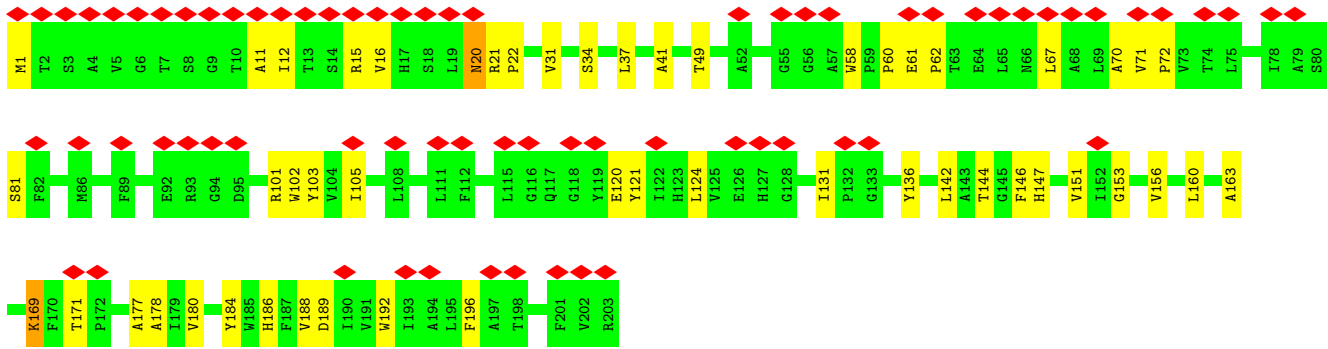 M1 T2 S3 A4 V5 G6 T7 S8 G9 T10 A11 I12 T13 S14 R15 V16 H17 S18 L19 N20 R21 P22 V31 S34 L37 A41 T49 A52 G55 G56 A57 W58 P59 P60 E61 P62 T63 E64 L65 N66 L67 A68 L69 A70 V71 P72 V73 T74 L75 I78 A79 S80
S81 F82 M86 F89 E92 R93 G94 D95 R101 W102 Y103 V104 I105 L108 L111 F112 L115 G116 Q117 G118 Y119 E120 Y121 I122 H123 L124 V125 E126 H127 G128 I131 P132 G133 Y136 L142 A143 T144 G145 F146 H147 V151 I152 G153 V156 L160 A163
K169 F170 T171 P172 A177 A178 I179 V180 Y184 W185 H186 F187 V188 D189 I190 V191 W192 I193 A194 L195 F196 A197 T198 F201 V202 R203